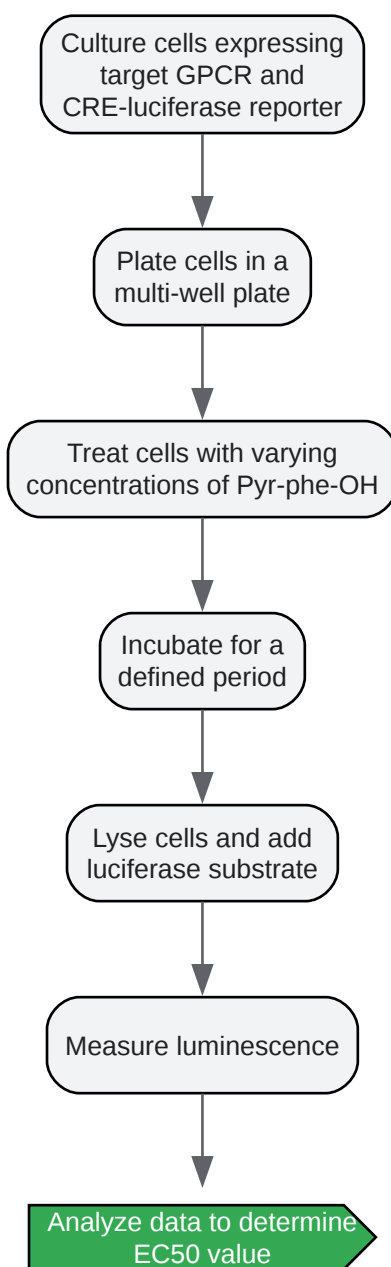 Culture cells expressing
target GPCR and
CRE-luciferase reporter
Plate cells in a
multi-well plate
Treat cells with varying
concentrations of Pyr-phe-OH
Incubate for a
defined period
Lyse cells and add
luciferase substrate
Measure luminescence
Analyze data to determine
EC50 value